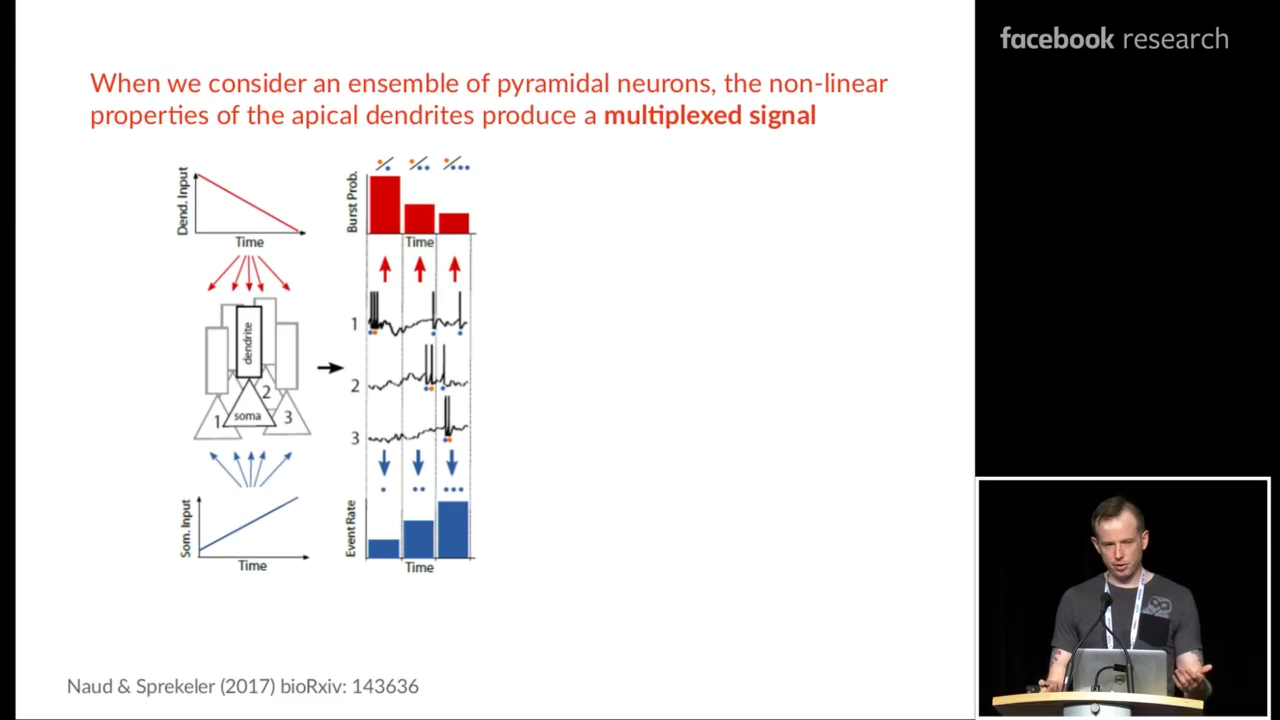 facebook research
When we consider an ensemble of pyramidal neurons, the non-linear
properties of the apical dendrites produce a multiplexed signal
Dend. Input
Time
dendrite
1
soma
2
3
Som. Input
Time
Burst Prob.
Time
1
2
3
Event Rate
Time
Naud & Sprekeler (2017) bioRxiv: 143636